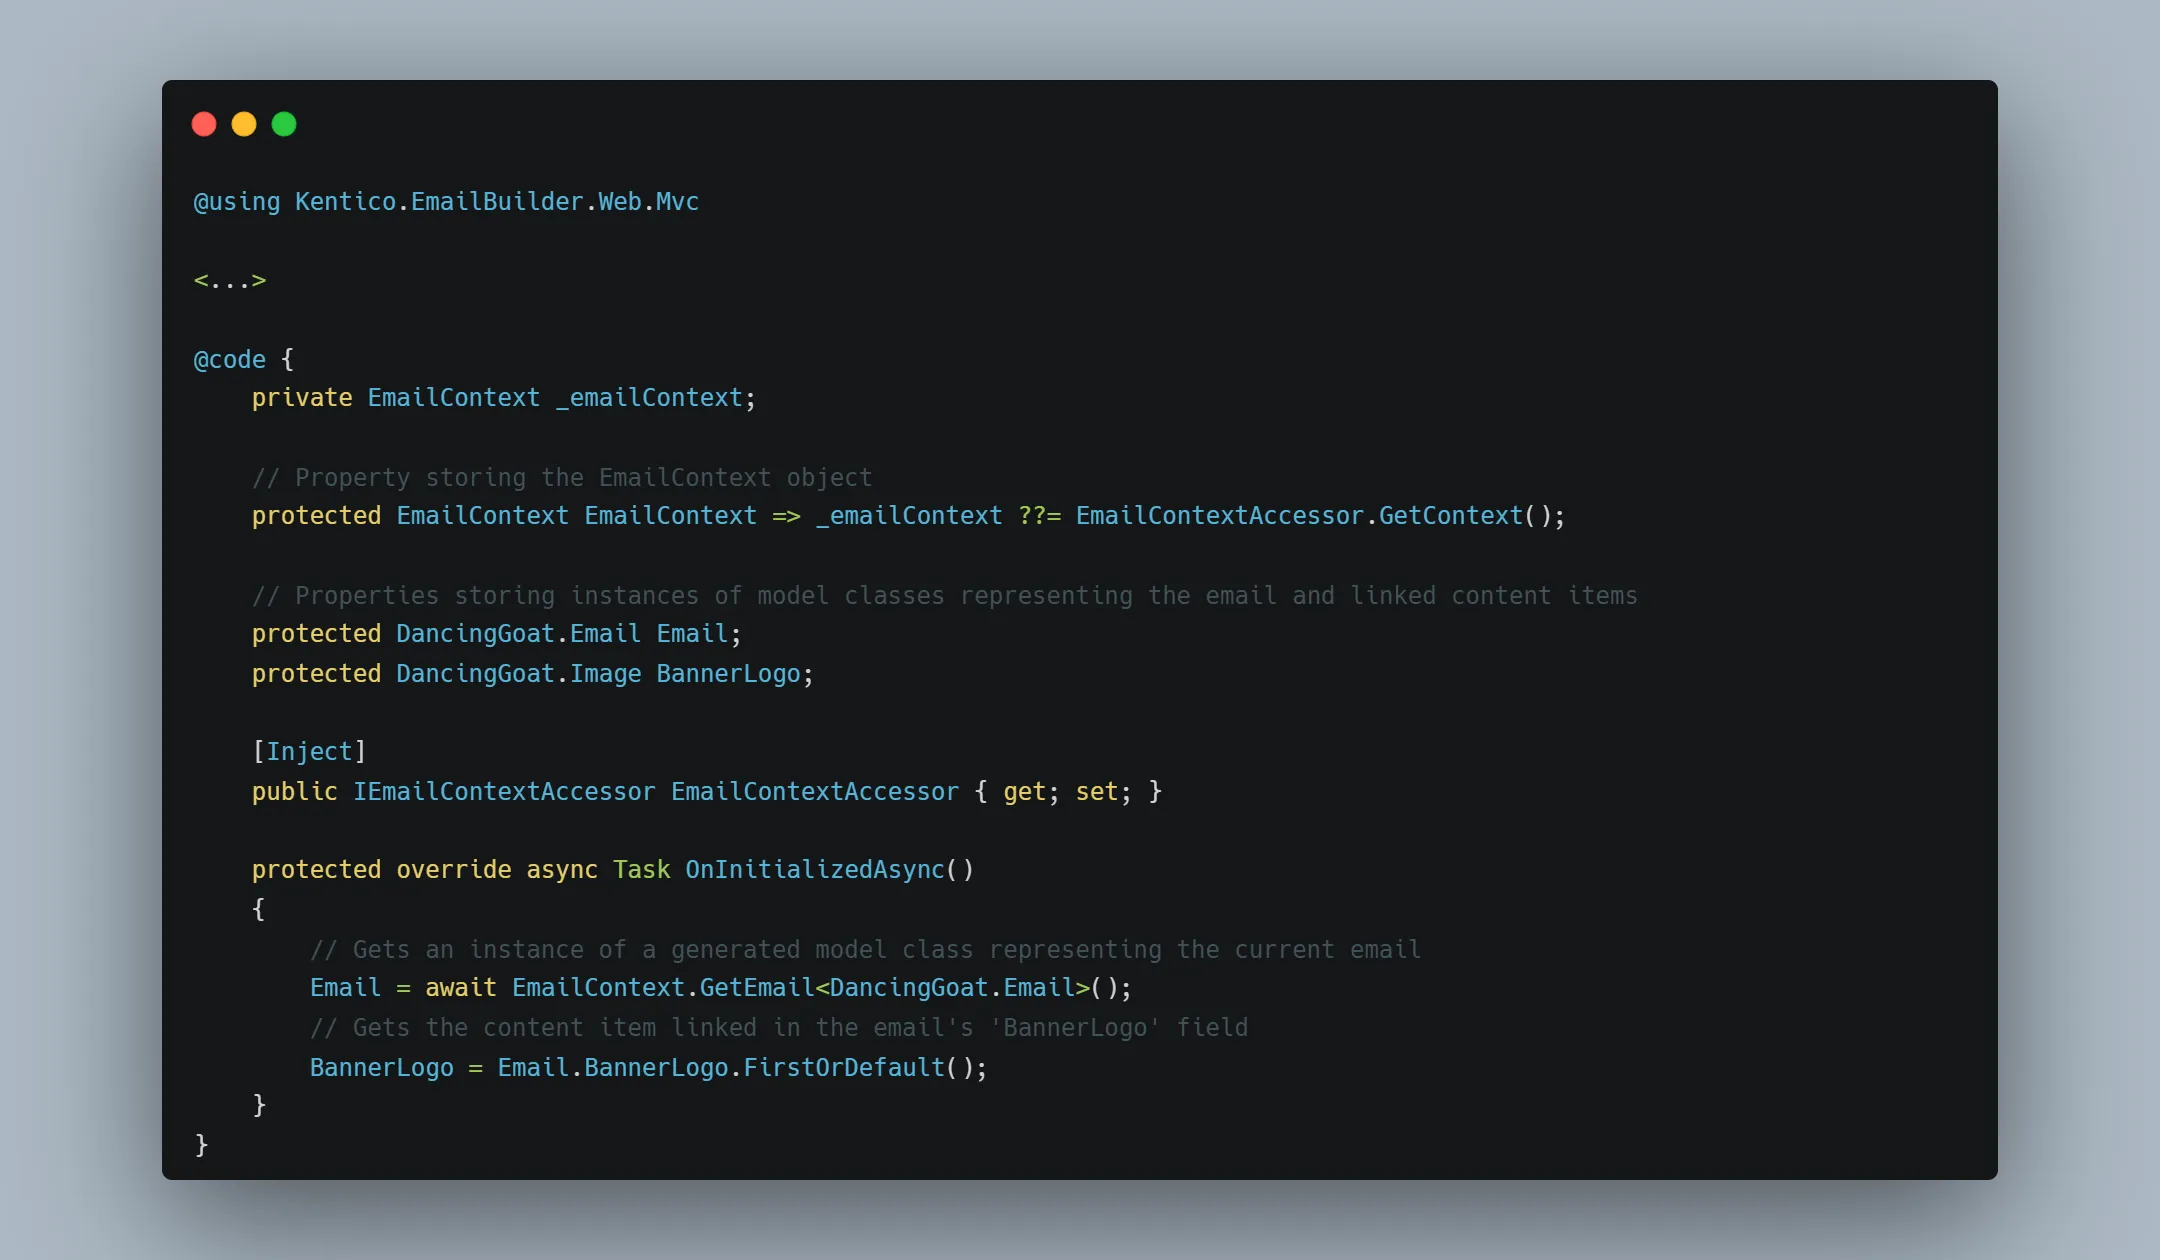 @using Kentico.EmailBuilder.Web.Mvc
<...>
@code {
    private EmailContext _emailContext;
    // Property storing the EmailContext object
    protected EmailContext EmailContext => _emailContext ??= EmailContextAccessor.GetContext();
    // Properties storing instances of model classes representing the email and linked content items
    protected DancingGoat.Email Email;
    protected DancingGoat.Image BannerLogo;
    [Inject]
    public IEmailContextAccessor EmailContextAccessor { get; set; }
    protected override async Task OnInitializedAsync()
    {
        // Gets an instance of a generated model class representing the current email
        Email = await EmailContext.GetEmail<DancingGoat.Email>();
        // Gets the content item linked in the email's 'BannerLogo' field
        BannerLogo = Email.BannerLogo.FirstOrDefault();
    }
}